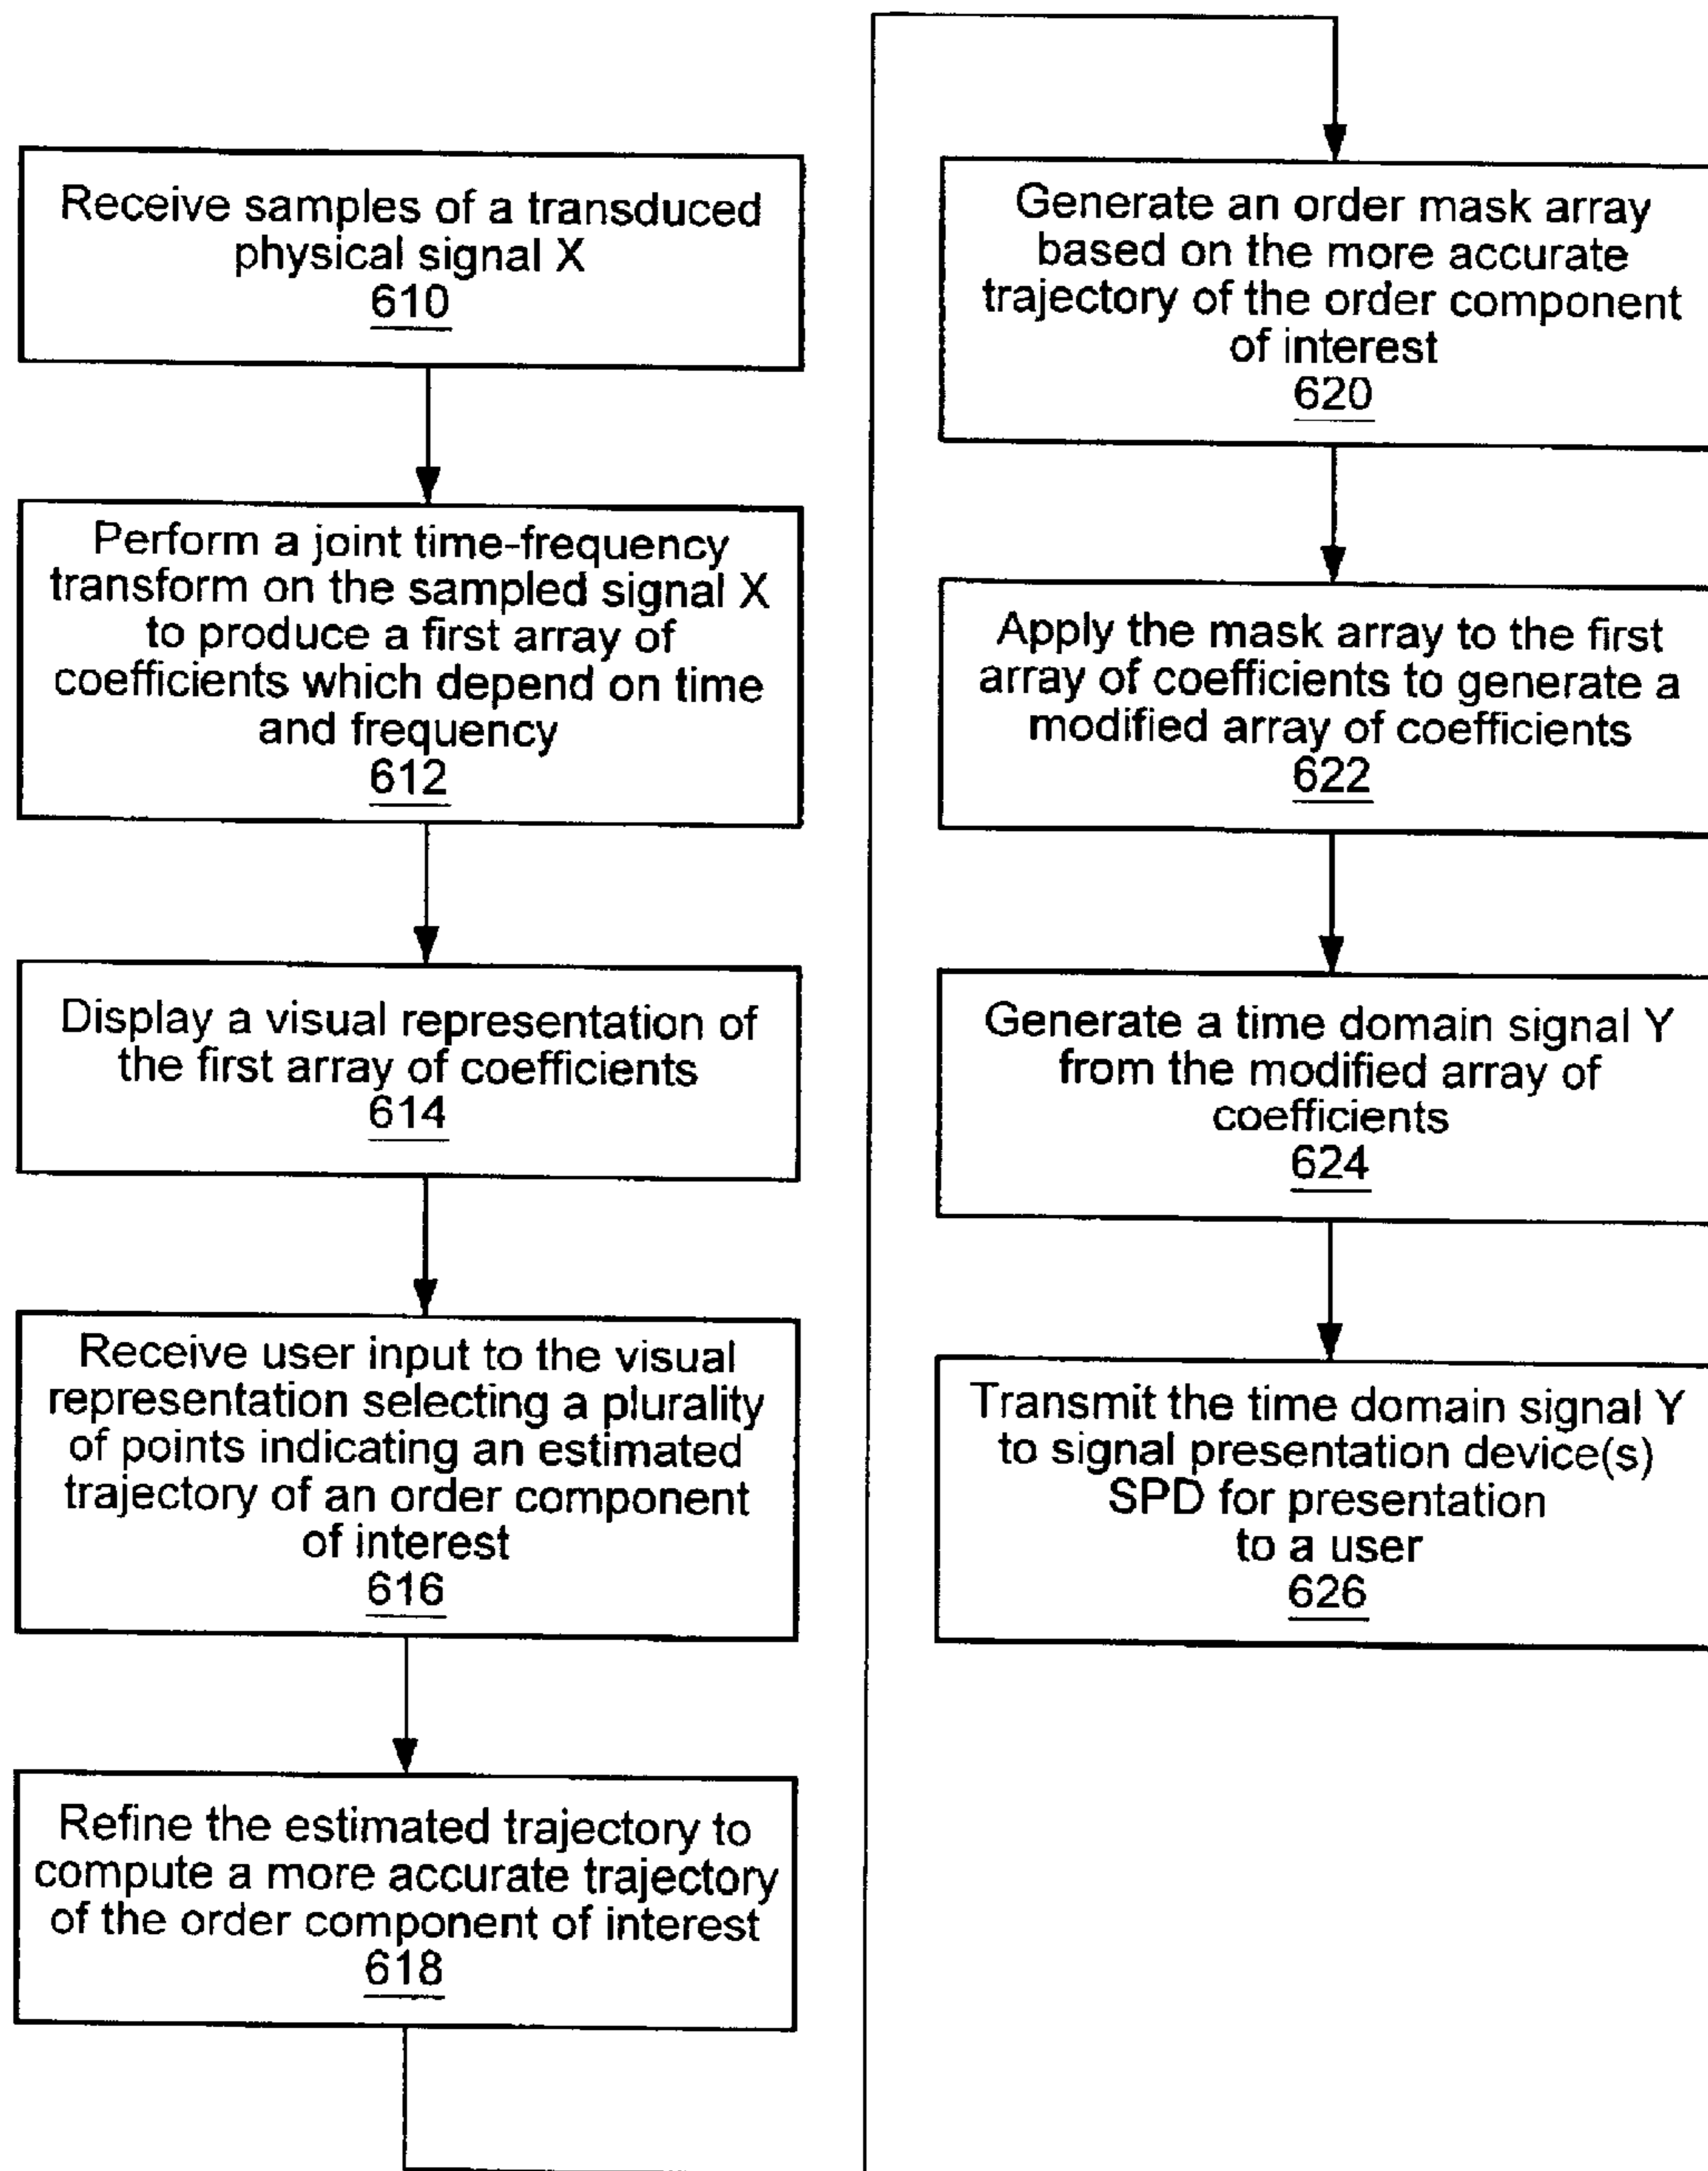 Receive samples of a transduced
physical signal X
610
Perform a joint time-frequency
transform on the sampled signal X
to produce a first array of
coefficients which depend on time
and frequency
612
Display a visual representation of
the first array of coefficients
614
Receive user input to the visual
representation selecting a plurality
of points indicating an estimated
trajectory of an order component
of interest
616
Refine the estimated trajectory to
compute a more accurate trajectory
of the order component of interest
618
Generate an order mask array
based on the more accurate
trajectory of the order component
of interest
620
Apply the mask array to the first
array of coefficients to generate a
modified array of coefficients
622
Generate a time domain signal Y
from the modified array of
coefficients
624
Transmit the time domain signal Y
to signal presentation device(s)
SPD for presentation
to a user
626